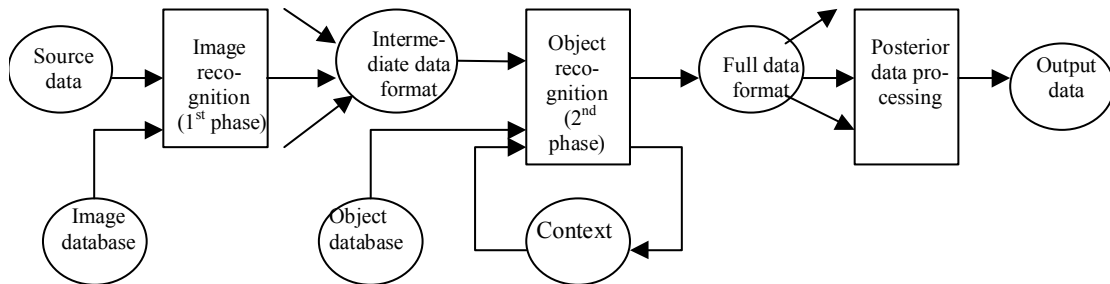 Source
data
Image
reco-
gnition
(1st phase)
Interme-
diate data
format
Object
reco-
gnition
(2nd
phase)
Full data
format
Posterior
data pro-
cessing
Output
data
Image
database
Object
database
Context